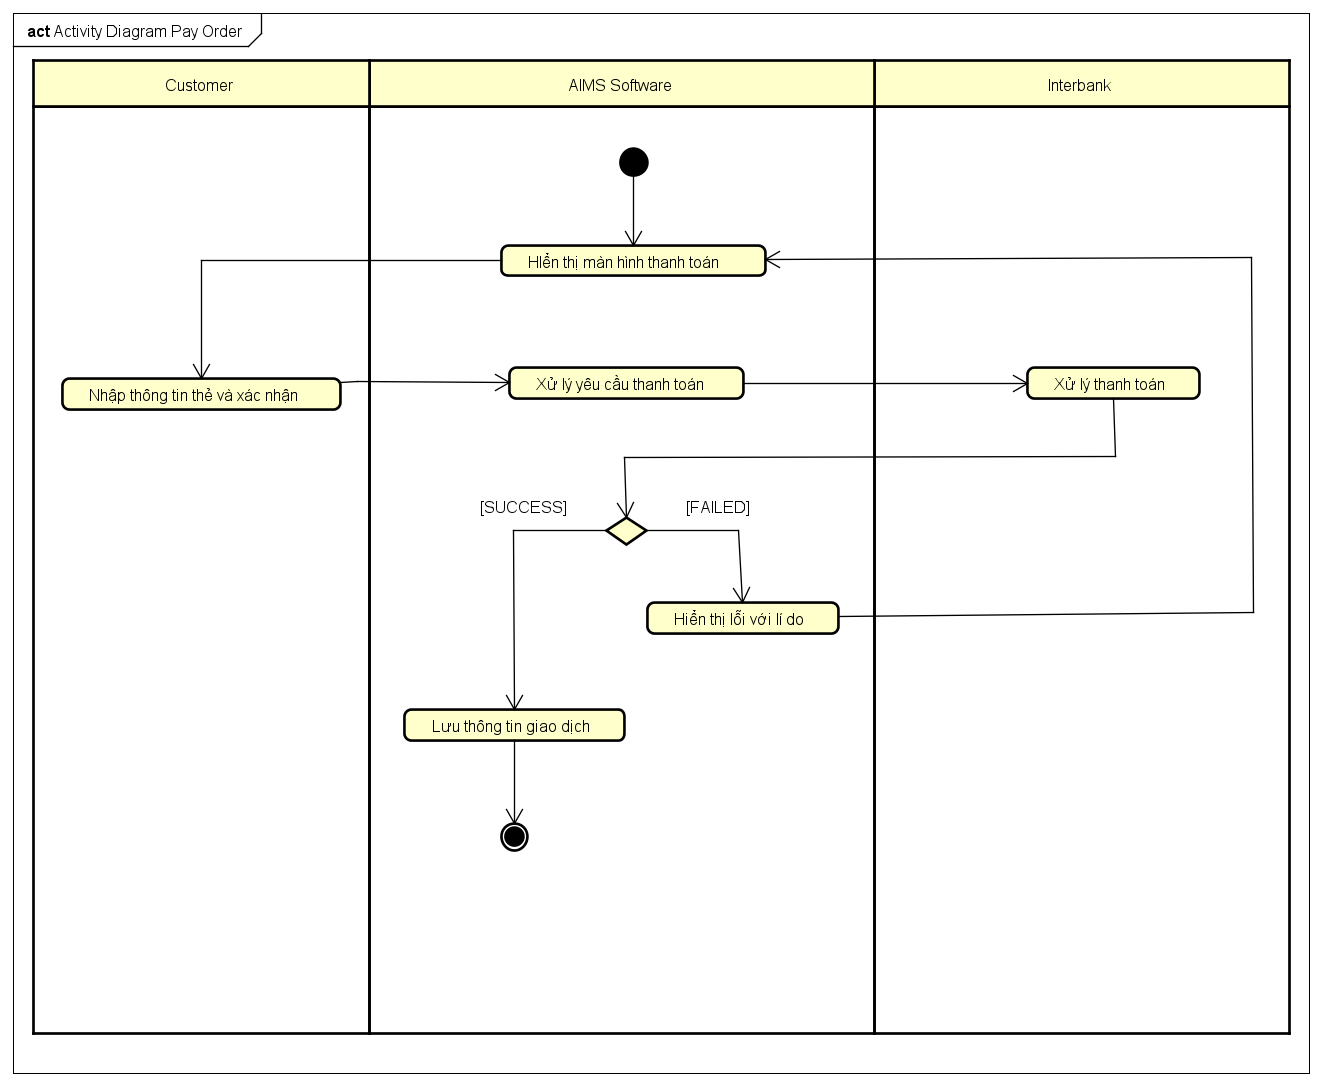 act Activity Diagram Pay Order
Customer
AIMS Software
Interbank
HIển thị màn hình thanh toán
Nhập thông tin thẻ và xác nhận
Xử lý yêu cầu thanh toán
Xử lý thanh toán
[SUCCESS]
[FAILED]
Hiển thị lỗi với lí do
Lưu thông tin giao dịch